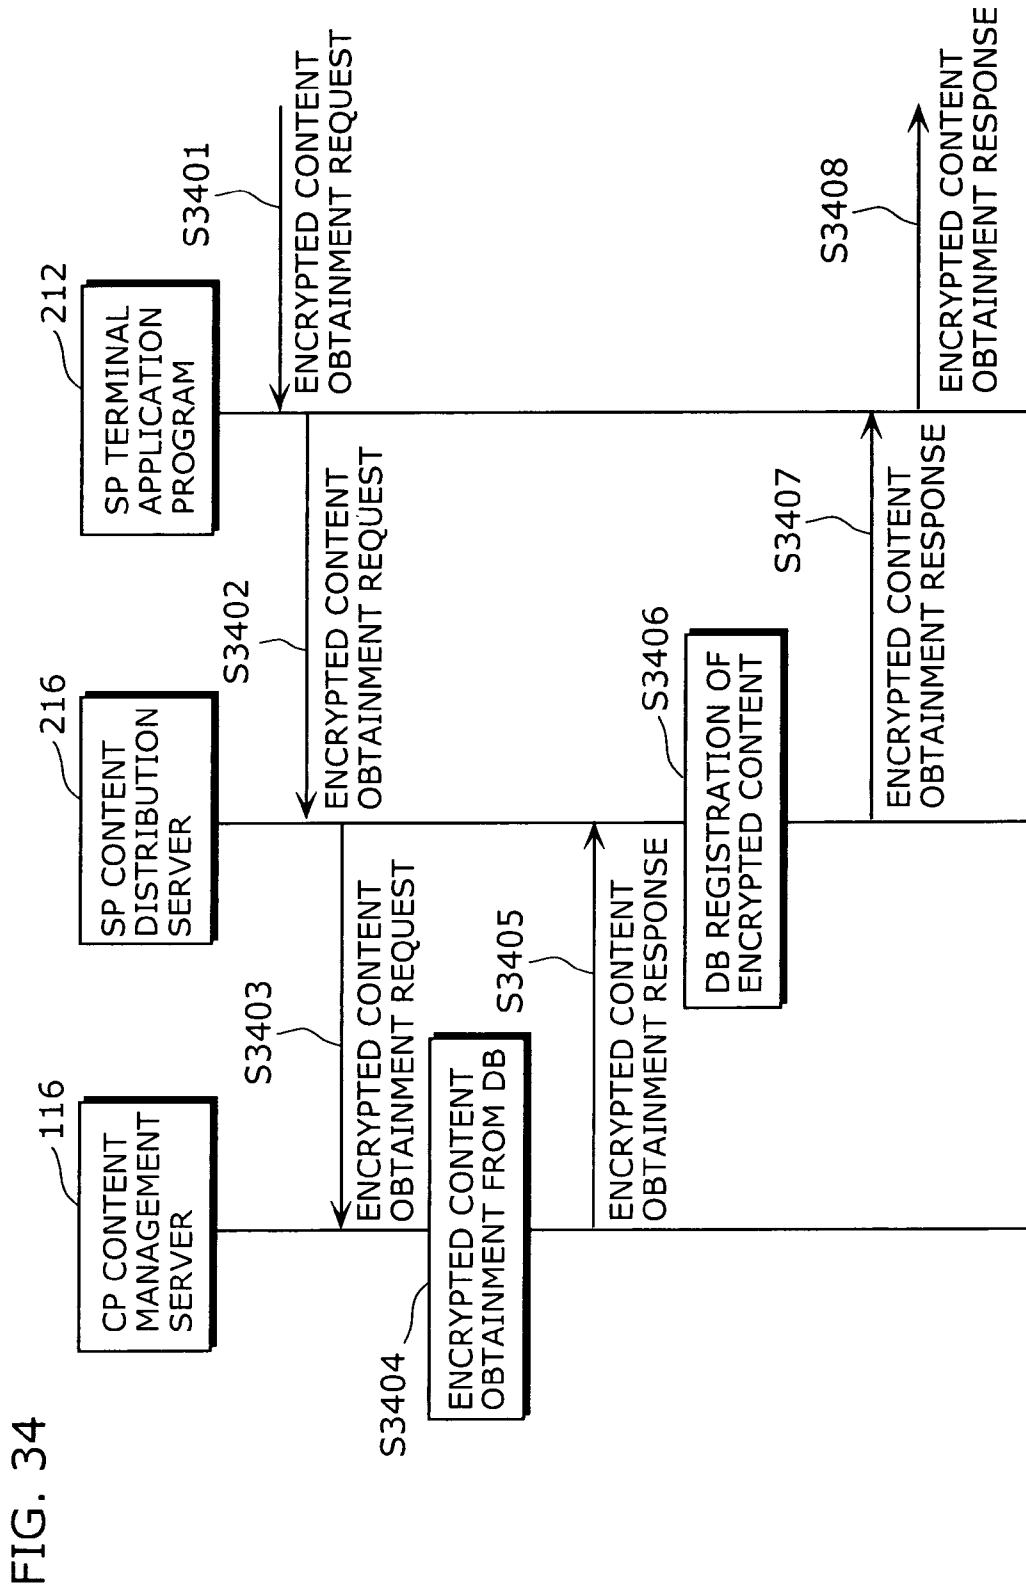 FIG. 34
116
CP CONTENT
MANAGEMENT
SERVER
216
SP CONTENT
DISTRIBUTION
SERVER
212
SP TERMINAL
APPLICATION
PROGRAM
S3401
ENCRYPTED CONTENT
OBTAINMENT REQUEST
S3402
ENCRYPTED CONTENT
OBTAINMENT REQUEST
S3403
ENCRYPTED CONTENT
OBTAINMENT REQUEST
S3404
ENCRYPTED CONTENT
OBTAINMENT FROM DB
S3405
ENCRYPTED CONTENT
OBTAINMENT RESPONSE
S3406
DB REGISTRATION OF
ENCRYPTED CONTENT
S3407
ENCRYPTED CONTENT
OBTAINMENT RESPONSE
S3408
ENCRYPTED CONTENT
OBTAINMENT RESPONSE